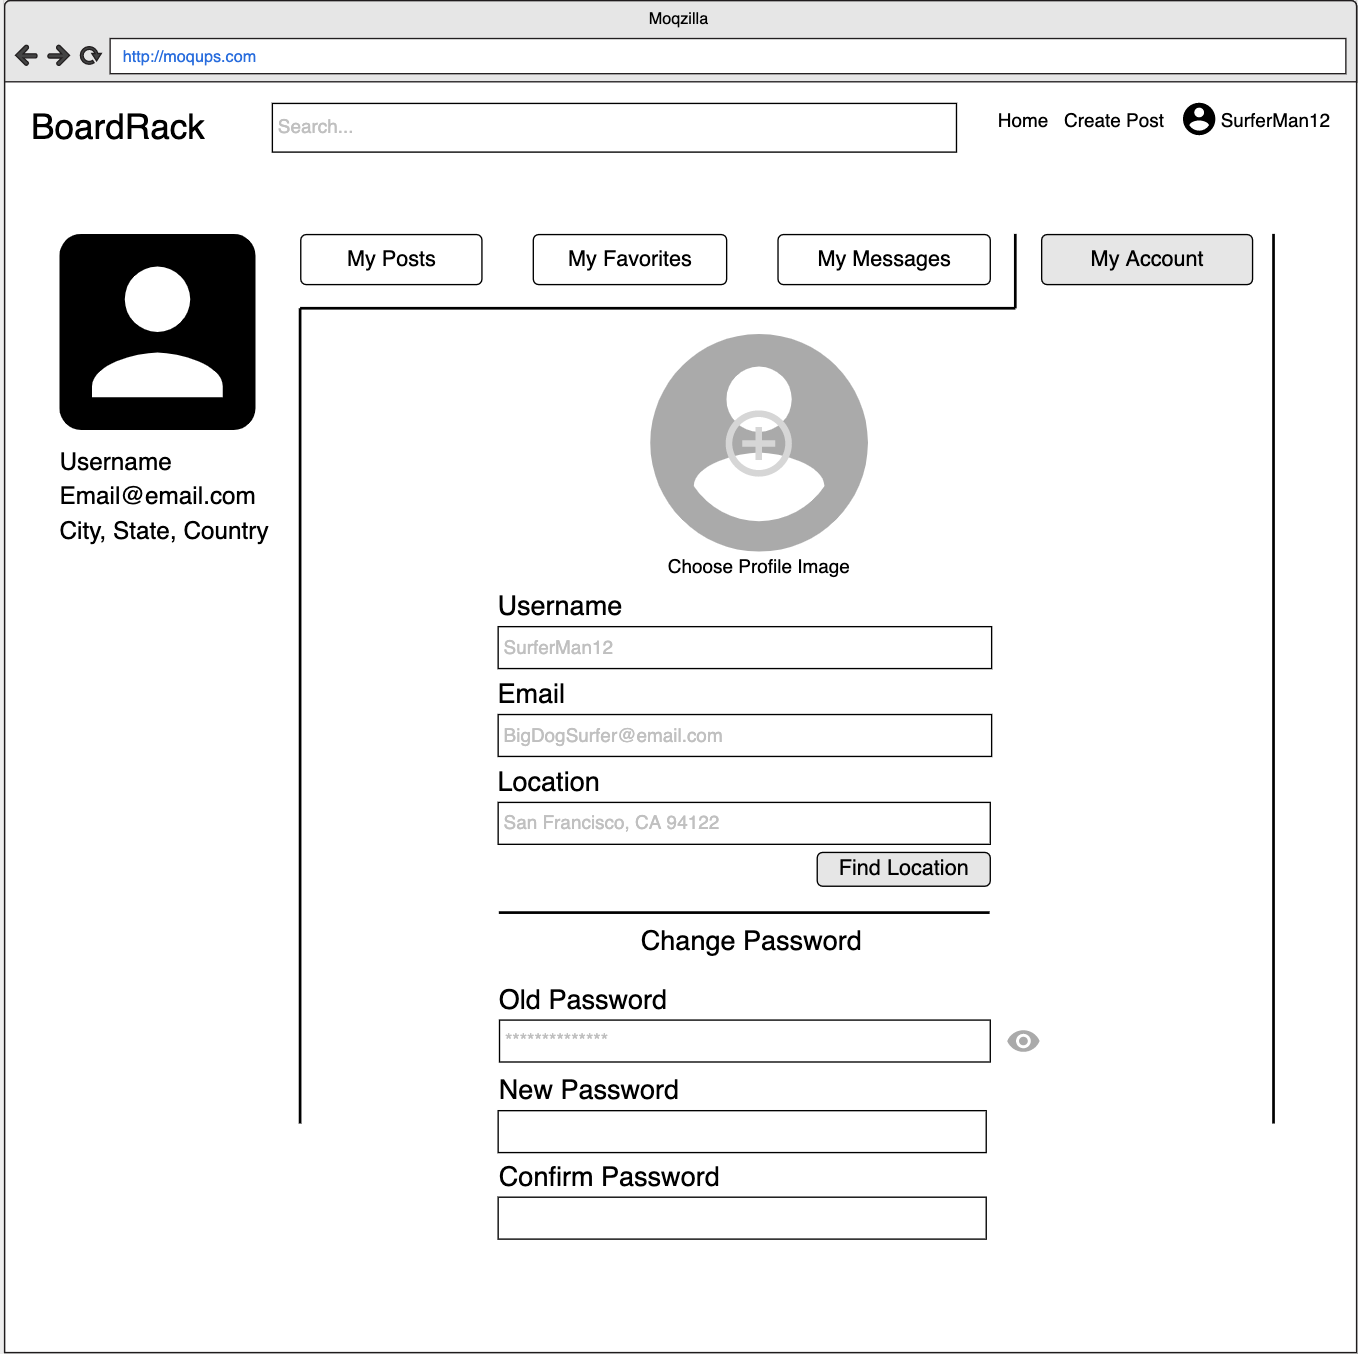 Moqzilla
http://moqups.com
BoardRack
Search...
Home Create Post SurferMan12
My Posts My Favorites My Messages My Account
Username
Email@email.com
City, State, Country
Choose Profile Image
Username
SurferMan12
Email
BigDogSurfer@email.com
Location
San Francisco, CA 94122
Find Location
Change Password
Old Password
**************
New Password
Confirm Password